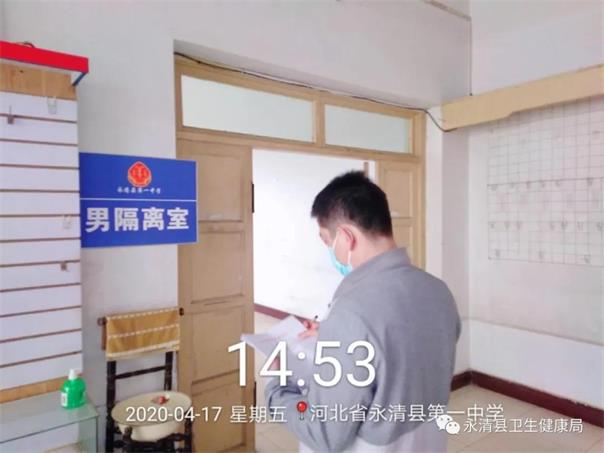 永清县第一中学
男隔离室
14:53
2020-04-17 星期五 河北省永清县第一中学
永清县卫生健康局